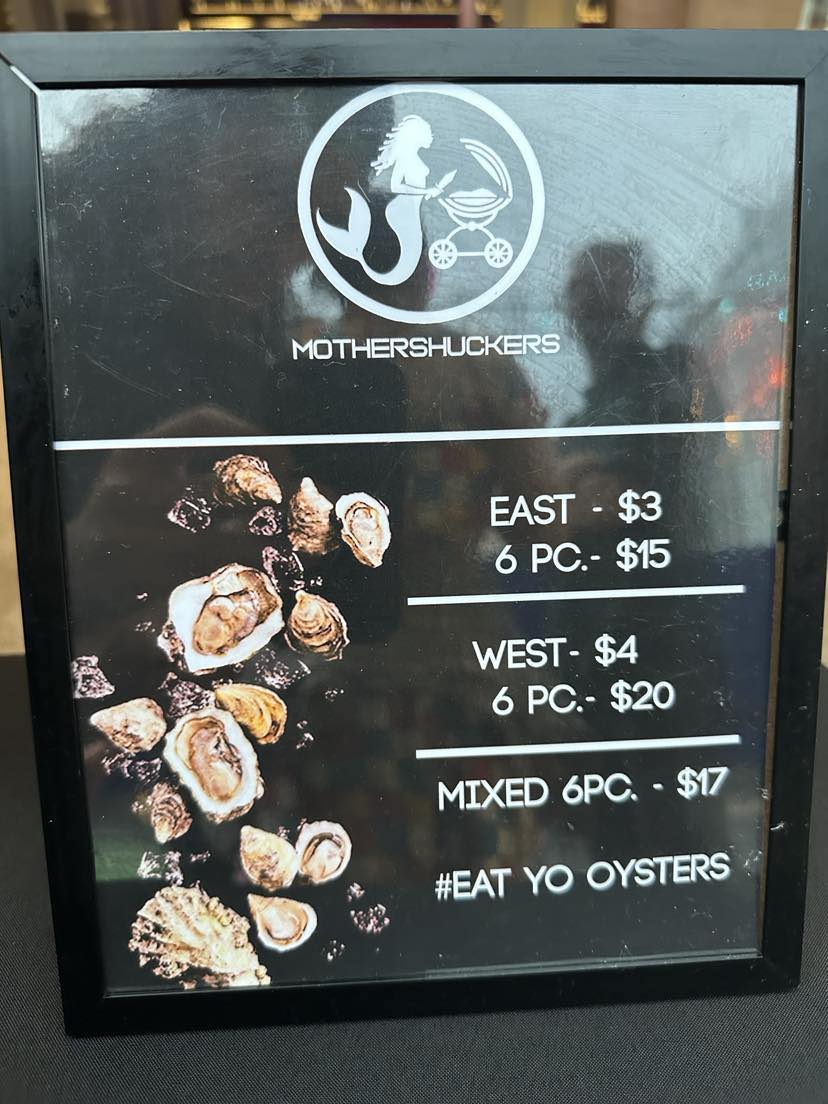 MOTHERSHUCKERS
EAST - $3
6 PC.- $15
WEST- $4
6 PC.- $20
MIXED 6PC. - $17
#EAT YO OYSTERS